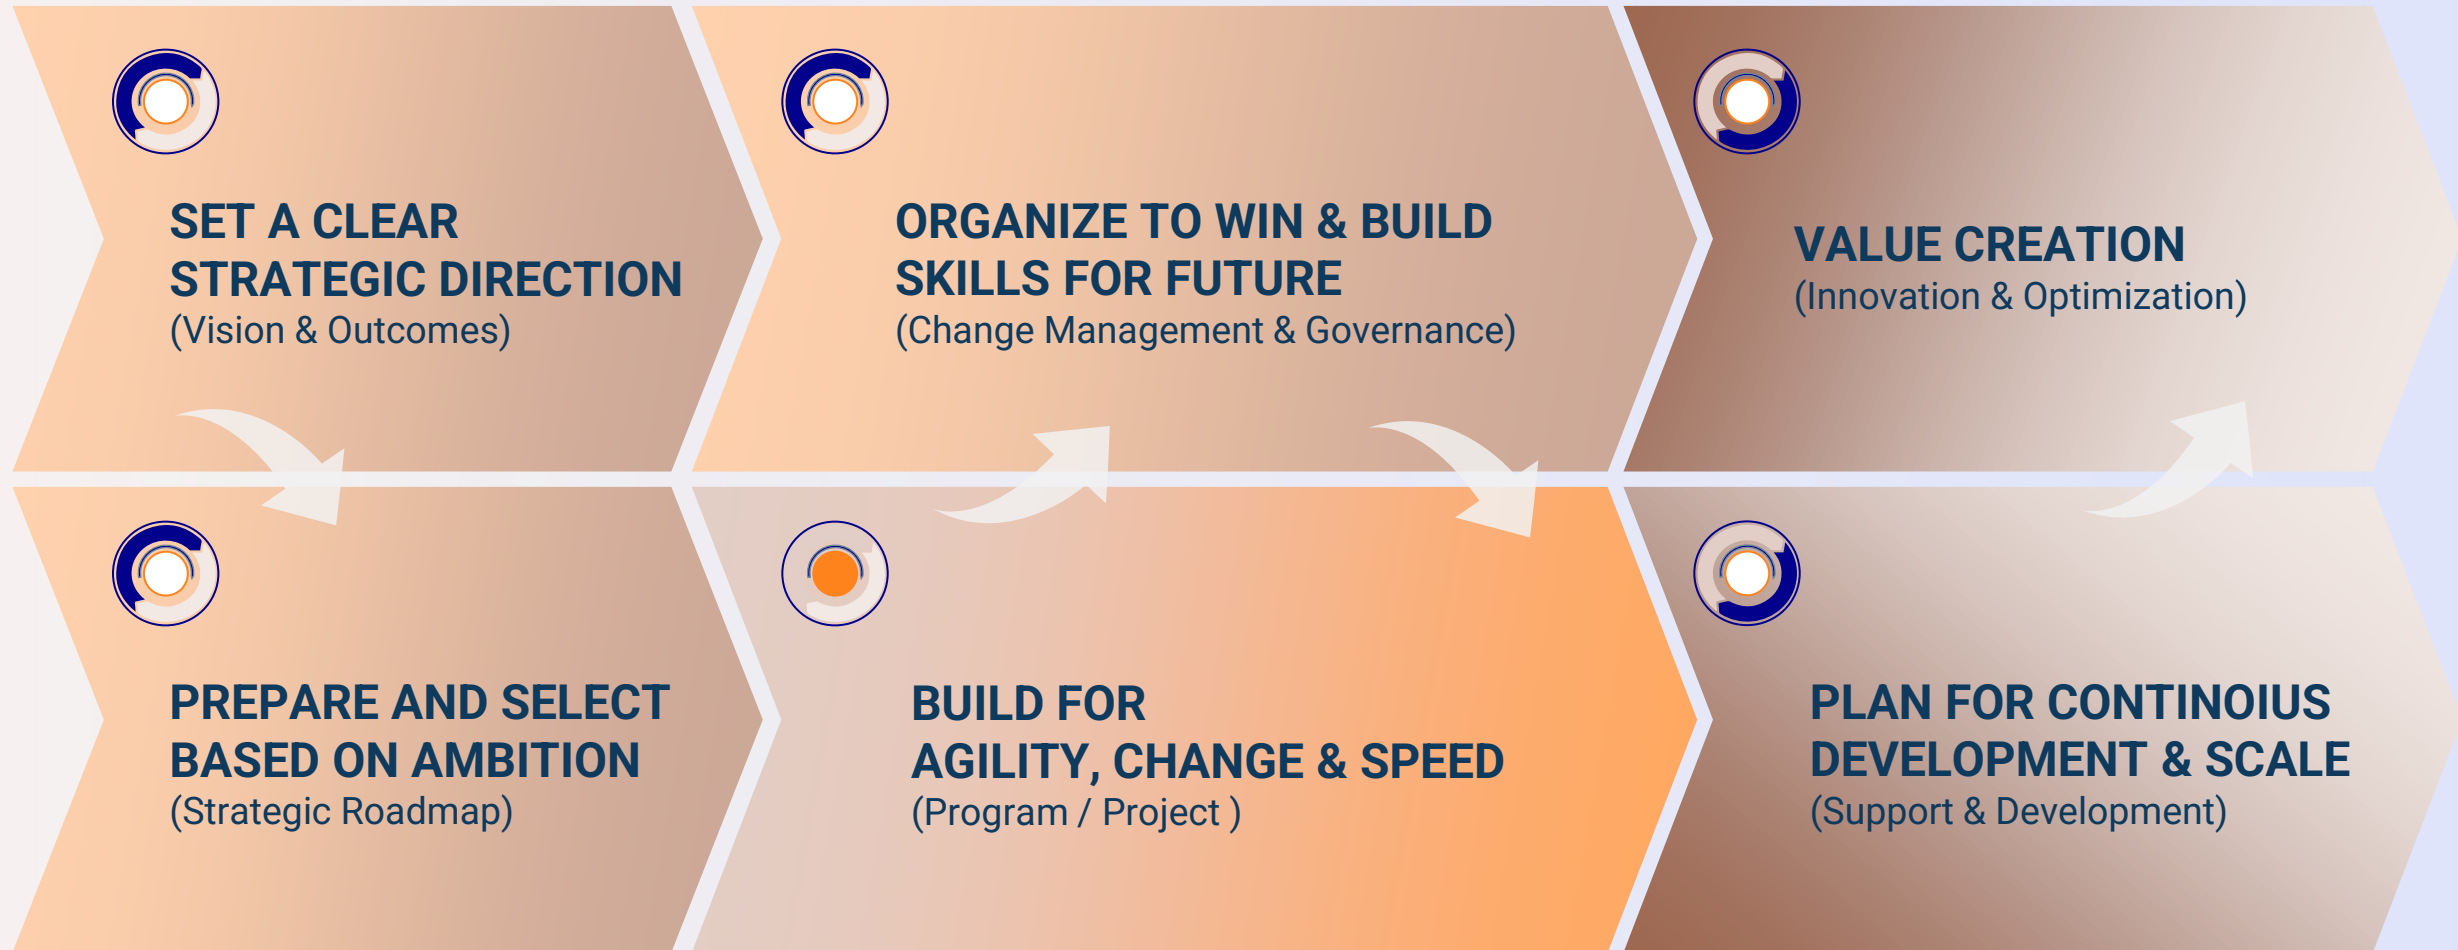 SET A CLEAR
STRATEGIC DIRECTION
(Vision & Outcomes)
ORGANIZE TO WIN & BUILD
SKILLS FOR FUTURE
(Change Management & Governance)
VALUE CREATION
(Innovation & Optimization)
PREPARE AND SELECT
BASED ON AMBITION
(Strategic Roadmap)
BUILD FOR
AGILITY, CHANGE & SPEED
(Program / Project )
PLAN FOR CONTINOIUS
DEVELOPMENT & SCALE
(Support & Development)